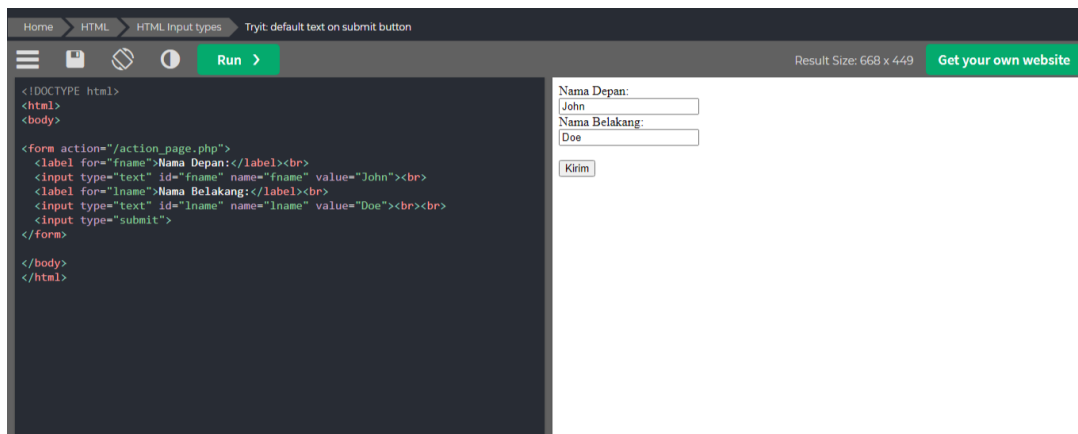 Home HTML HTML Input types Tryit: default text on submit button
Run ❯ Result Size: 668 x 449 Get your own website
<!DOCTYPE html>
<html>
<body>
<form action="/action_page.php">
<label for="fname">Nama Depan:</label><br>
<input type="text" id="fname" name="fname" value="John"><br>
<label for="lname">Nama Belakang:</label><br>
<input type="text" id="lname" name="lname" value="Doe"><br><br>
<input type="submit">
</form>
</body>
</html>
Nama Depan:
John
Nama Belakang:
Doe
Kirim